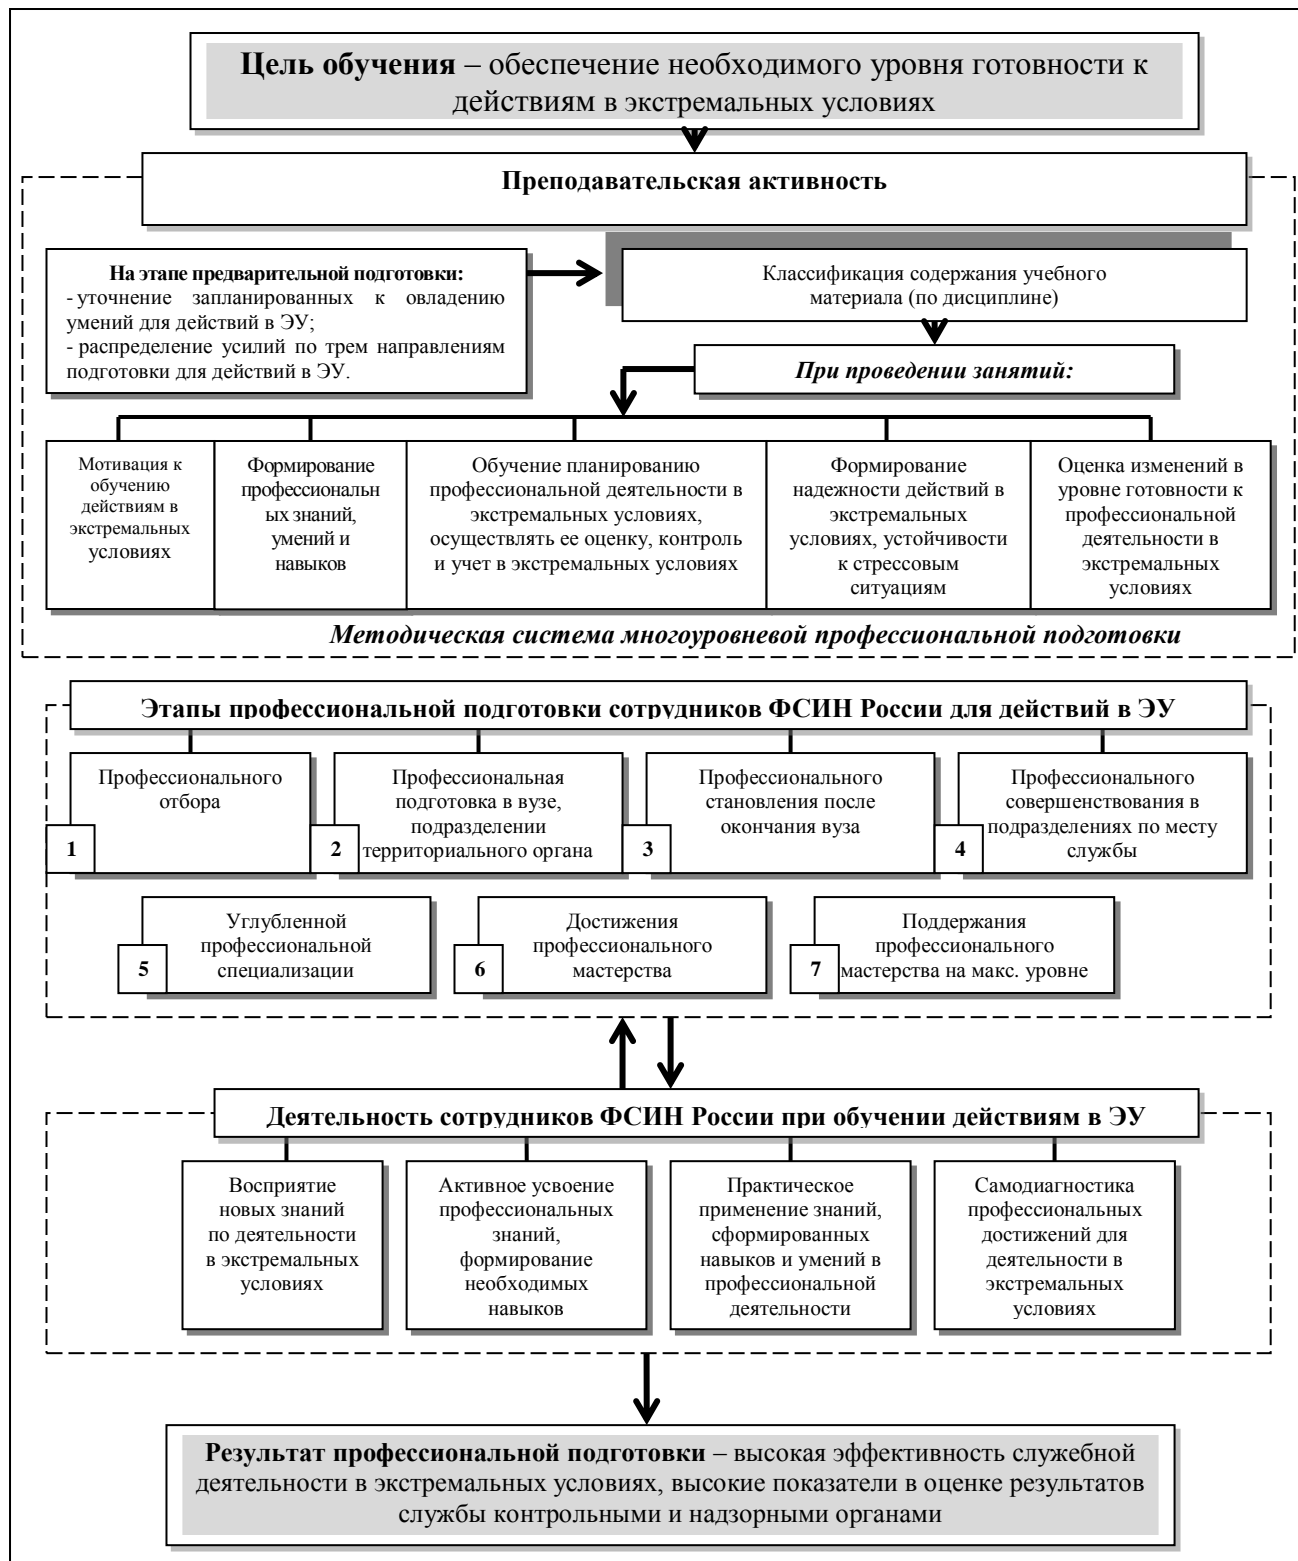 Цель обучения – обеспечение необходимого уровня готовности к
действиям в экстремальных условиях
Преподавательская активность
На этапе предварительной подготовки:
- уточнение запланированных к овладению
умений для действий в ЭУ;
- распределение усилий по трем направлениям
подготовки для действий в ЭУ.
Классификация содержания учебного
материала (по дисциплине)
При проведении занятий:
Мотивация к
обучению
действиям в
экстремальных
условиях
Формирование
профессиональн
ых знаний,
умений и
навыков
Обучение планированию
профессиональной деятельности в
экстремальных условиях,
осуществлять ее оценку, контроль
и учет в экстремальных условиях
Формирование
надежности действий в
экстремальных
условиях, устойчивости
к стрессовым
ситуациям
Оценка изменений в
уровне готовности к
профессиональной
деятельности в
экстремальных
условиях
Методическая система многоуровневой профессиональной подготовки
Этапы профессиональной подготовки сотрудников ФСИН России для действий в ЭУ
Профессионального
отбора
1
Профессиональная
подготовка в вузе,
подразделении
территориального органа
2
Профессионального
становления после
окончания вуза
3
Профессионального
совершенствования в
подразделениях по месту
службы
4
Углубленной
профессиональной
специализации
5
Достижения
профессионального
мастерства
6
Поддержания
профессионального
мастерства на макс. уровне
7
Деятельность сотрудников ФСИН России при обучении действиям в ЭУ
Восприятие
новых знаний
по деятельности
в экстремальных
условиях
Активное усвоение
профессиональных
знаний,
формирование
необходимых
навыков
Практическое
применение знаний,
сформированных
навыков и умений в
профессиональной
деятельности
Самодиагностика
профессиональных
достижений для
деятельности в
экстремальных
условиях
Результат профессиональной подготовки – высокая эффективность служебной
деятельности в экстремальных условиях, высокие показатели в оценке результатов
службы контрольными и надзорными органами